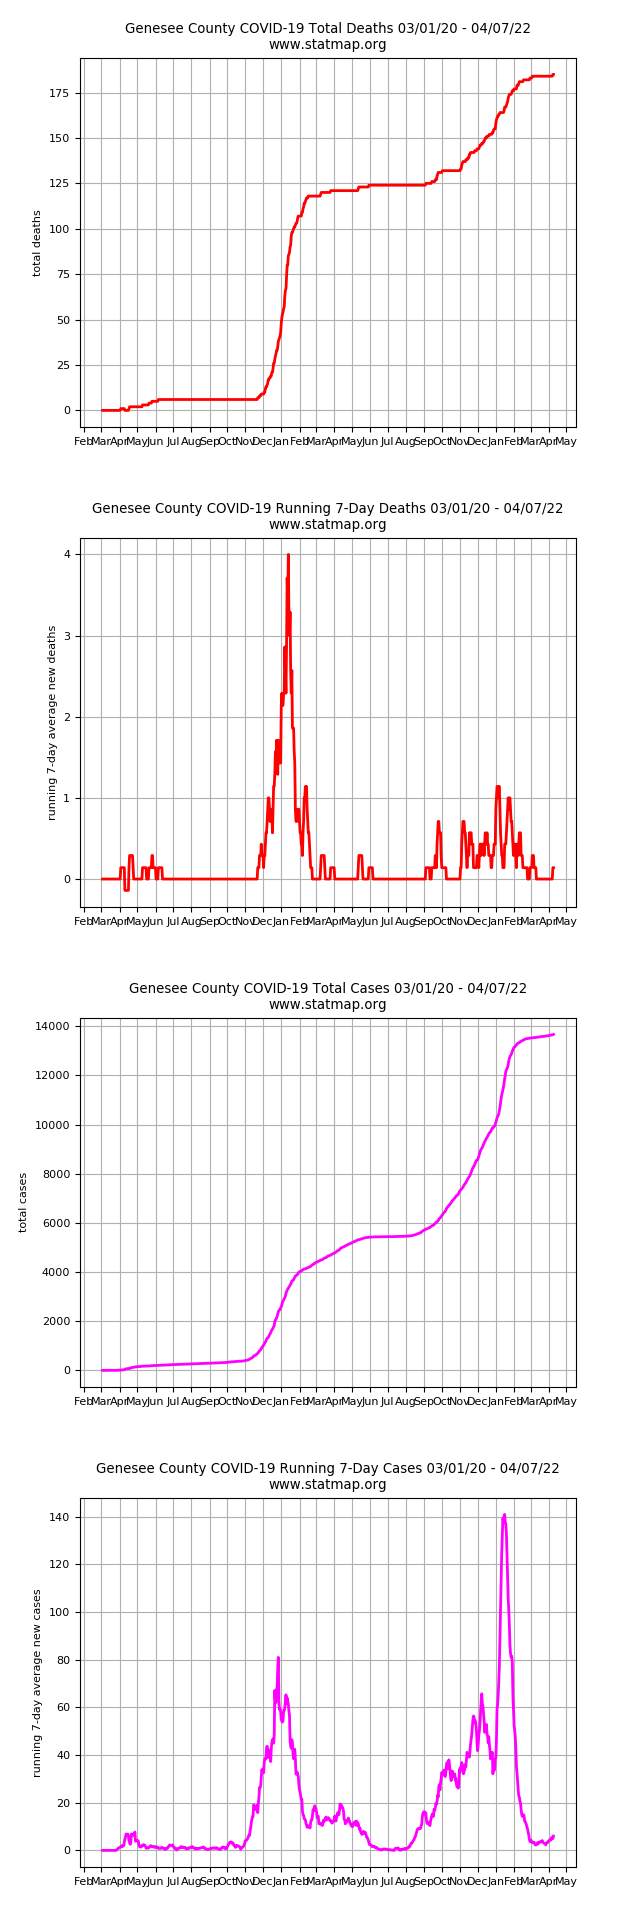 Genesee County COVID-19 Total Deaths 03/01/20 - 04/07/22
www.statmap.org
175
150
125
100
75
50
25
0
total deaths
Feb Mar Apr May Jun Jul Aug Sep Oct Nov Dec Jan Feb Mar Apr May Jun Jul Aug Sep Oct Nov Dec Jan Feb Mar Apr May
Genesee County COVID-19 Running 7-Day Deaths 03/01/20 - 04/07/22
www.statmap.org
4
3
2
1
0
running 7-day average new deaths
Feb Mar Apr May Jun Jul Aug Sep Oct Nov Dec Jan Feb Mar Apr May Jun Jul Aug Sep Oct Nov Dec Jan Feb Mar Apr May
Genesee County COVID-19 Total Cases 03/01/20 - 04/07/22
www.statmap.org
14000
12000
10000
8000
6000
4000
2000
0
total cases
Feb Mar Apr May Jun Jul Aug Sep Oct Nov Dec Jan Feb Mar Apr May Jun Jul Aug Sep Oct Nov Dec Jan Feb Mar Apr May
Genesee County COVID-19 Running 7-Day Cases 03/01/20 - 04/07/22
www.statmap.org
140
120
100
80
60
40
20
0
running 7-day average new cases
Feb Mar Apr May Jun Jul Aug Sep Oct Nov Dec Jan Feb Mar Apr May Jun Jul Aug Sep Oct Nov Dec Jan Feb Mar Apr May